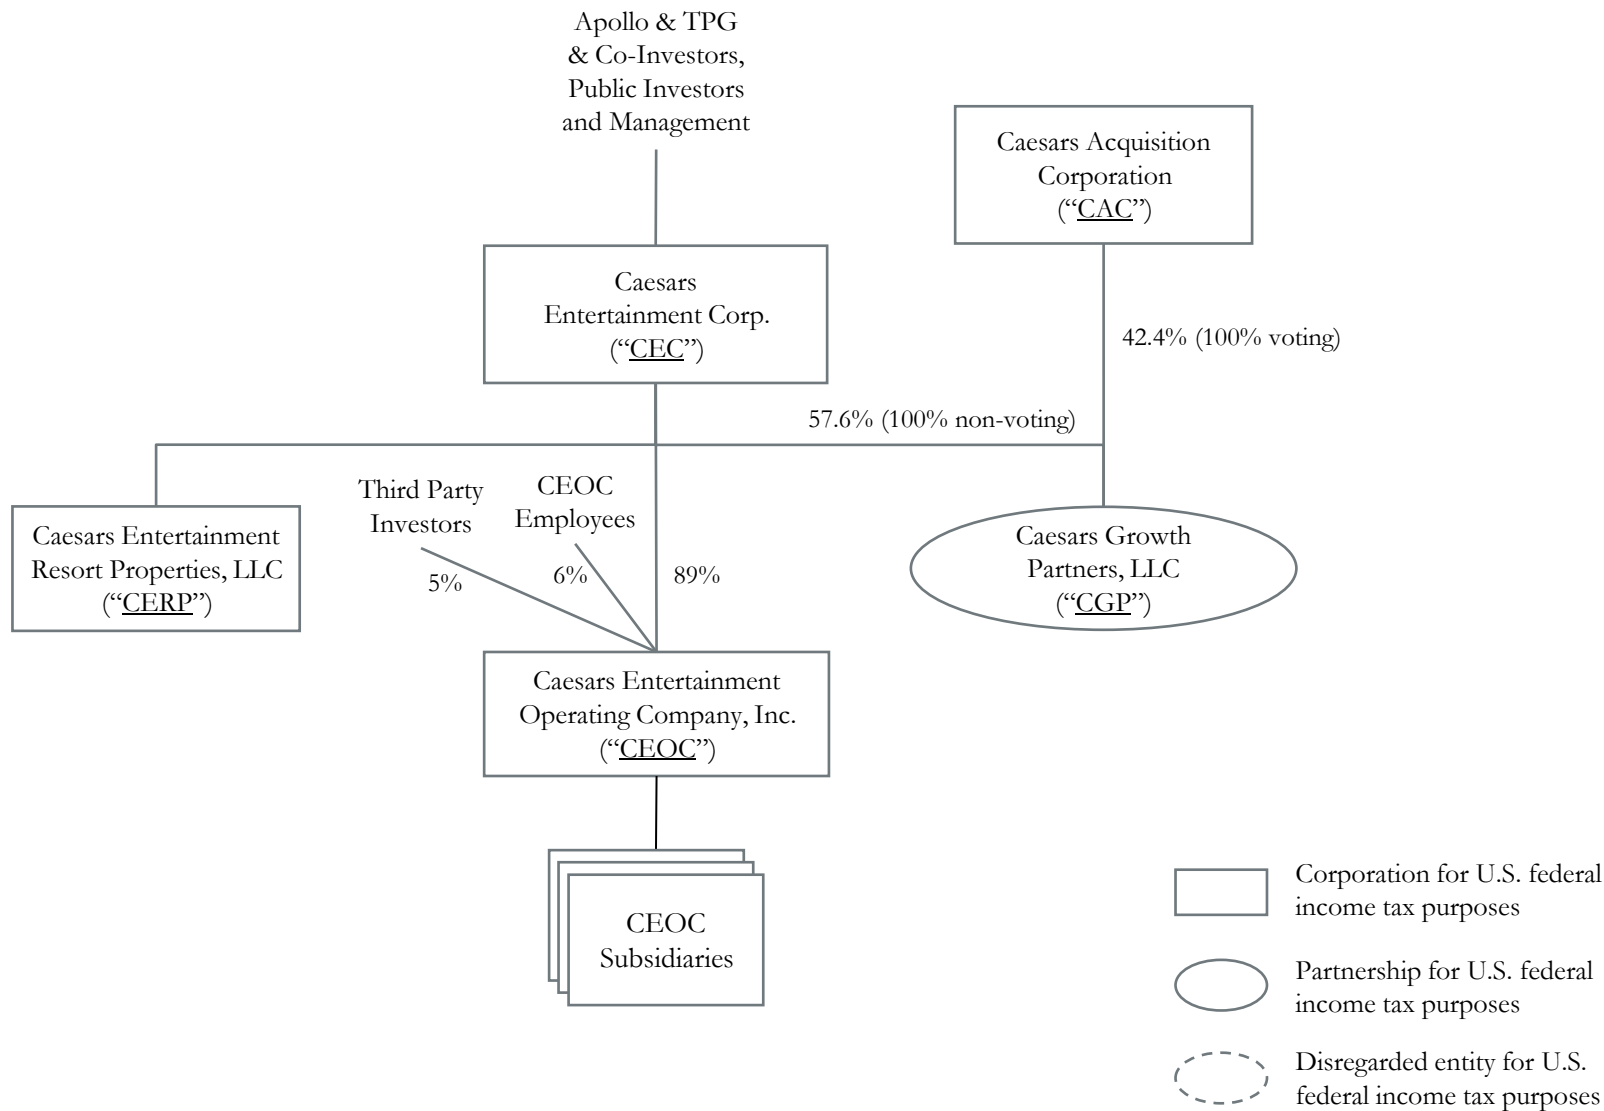 Apollo & TPG
& Co-Investors,
Public Investors
and Management
Caesars Acquisition
Corporation
(“CAC”)
Caesars
Entertainment Corp.
(“CEC”)
42.4% (100% voting)
57.6% (100% non-voting)
Third Party
Investors
CEOC
Employees
Caesars Entertainment
Resort Properties, LLC
(“CERP”)
5%
6%
89%
Caesars Growth
Partners, LLC
(“CGP”)
Caesars Entertainment
Operating Company, Inc.
(“CEOC”)
CEOC
Subsidiaries
Corporation for U.S. federal
income tax purposes
Partnership for U.S. federal
income tax purposes
Disregarded entity for U.S.
federal income tax purposes